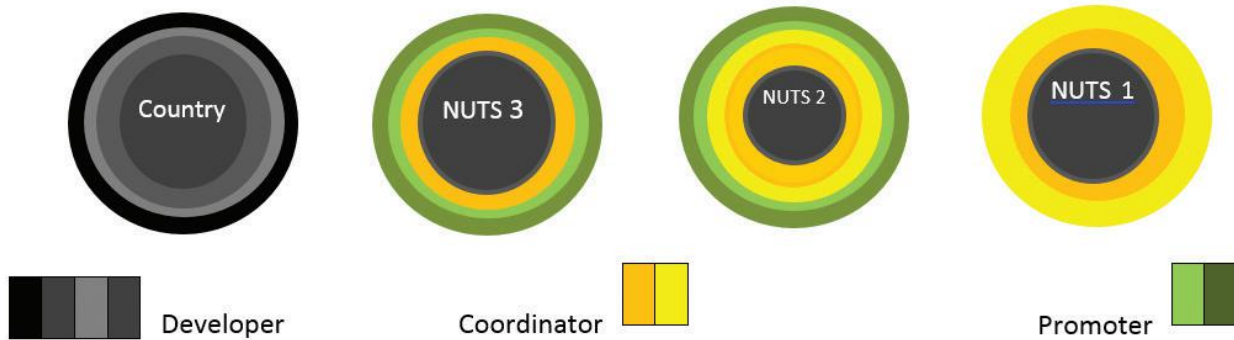 Country
NUTS 3
NUTS 2
NUTS 1
Developer
Coordinator
Promoter